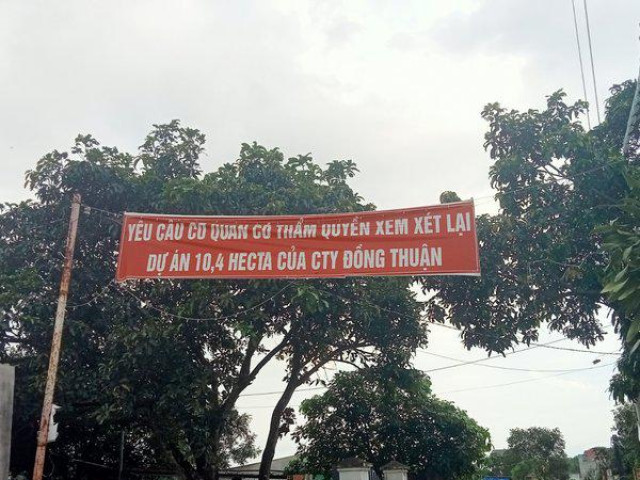 YÊU CẦU CƠ QUAN CÓ THẨM QUYỀN XEM XÉT LẠI
DỰ ÁN 10,4 HECTA CỦA CTY ĐỒNG THUẬN